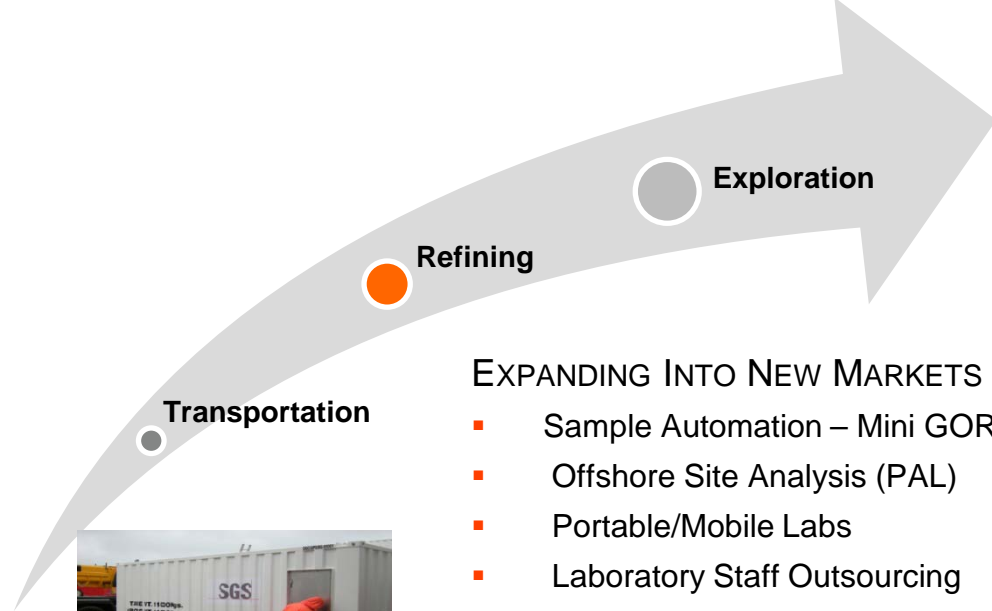 Exploration
Refining
Transportation
EXPANDING INTO NEW MARKETS
▪ Sample Automation – Mini GOR
▪ Offshore Site Analysis (PAL)
▪ Portable/Mobile Labs
▪ Laboratory Staff Outsourcing
SGS